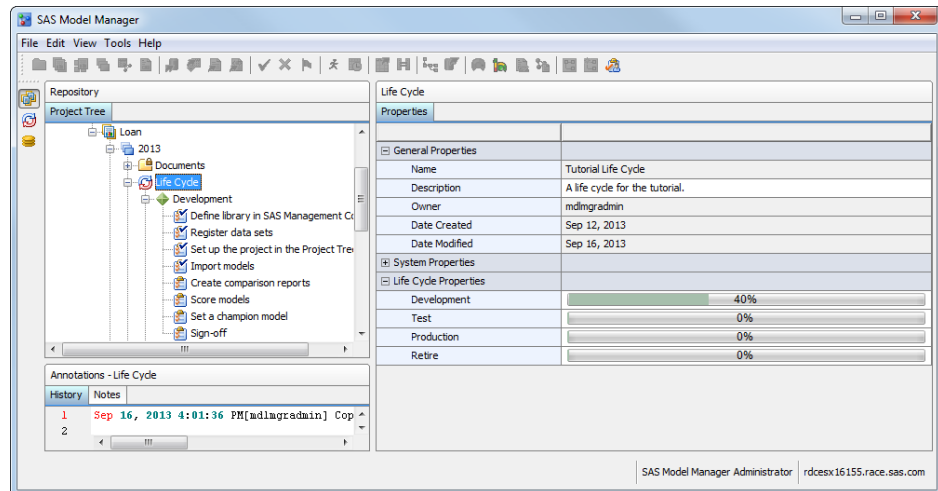 SAS Model Manager
File Edit View Tools Help
Repository
Project Tree
Loan
2013
Documents
Life Cycle
Development
Define library in SAS Management Co
Register data sets
Set up the project in the Project Tre
Import models
Create comparison reports
Score models
Set a champion model
Sign-off
Annotations - Life Cycle
History Notes
1 Sep 16, 2013 4:01:36 PM[mdlmgradmin] Cop
2
Life Cycle
Properties
General Properties
Name Tutorial Life Cycle
Description A life cycle for the tutorial.
Owner mdlmgradmin
Date Created Sep 12, 2013
Date Modified Sep 16, 2013
System Properties
Life Cycle Properties
Development 40%
Test 0%
Production 0%
Retire 0%
SAS Model Manager Administrator rdcesx16155.race.sas.com